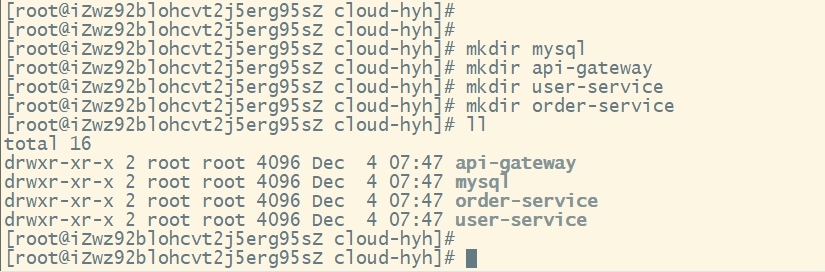 [root@iZwz92blohcvt2j5erg95sZ cloud-hyh]#
[root@iZwz92blohcvt2j5erg95sZ cloud-hyh]#
[root@iZwz92blohcvt2j5erg95sZ cloud-hyh]# mkdir mysql
[root@iZwz92blohcvt2j5erg95sZ cloud-hyh]# mkdir api-gateway
[root@iZwz92blohcvt2j5erg95sZ cloud-hyh]# mkdir user-service
[root@iZwz92blohcvt2j5erg95sZ cloud-hyh]# mkdir order-service
[root@iZwz92blohcvt2j5erg95sZ cloud-hyh]# ll
total 16
drwxr-xr-x 2 root root 4096 Dec  4 07:47 api-gateway
drwxr-xr-x 2 root root 4096 Dec  4 07:47 mysql
drwxr-xr-x 2 root root 4096 Dec  4 07:47 order-service
drwxr-xr-x 2 root root 4096 Dec  4 07:47 user-service
[root@iZwz92blohcvt2j5erg95sZ cloud-hyh]#
[root@iZwz92blohcvt2j5erg95sZ cloud-hyh]#